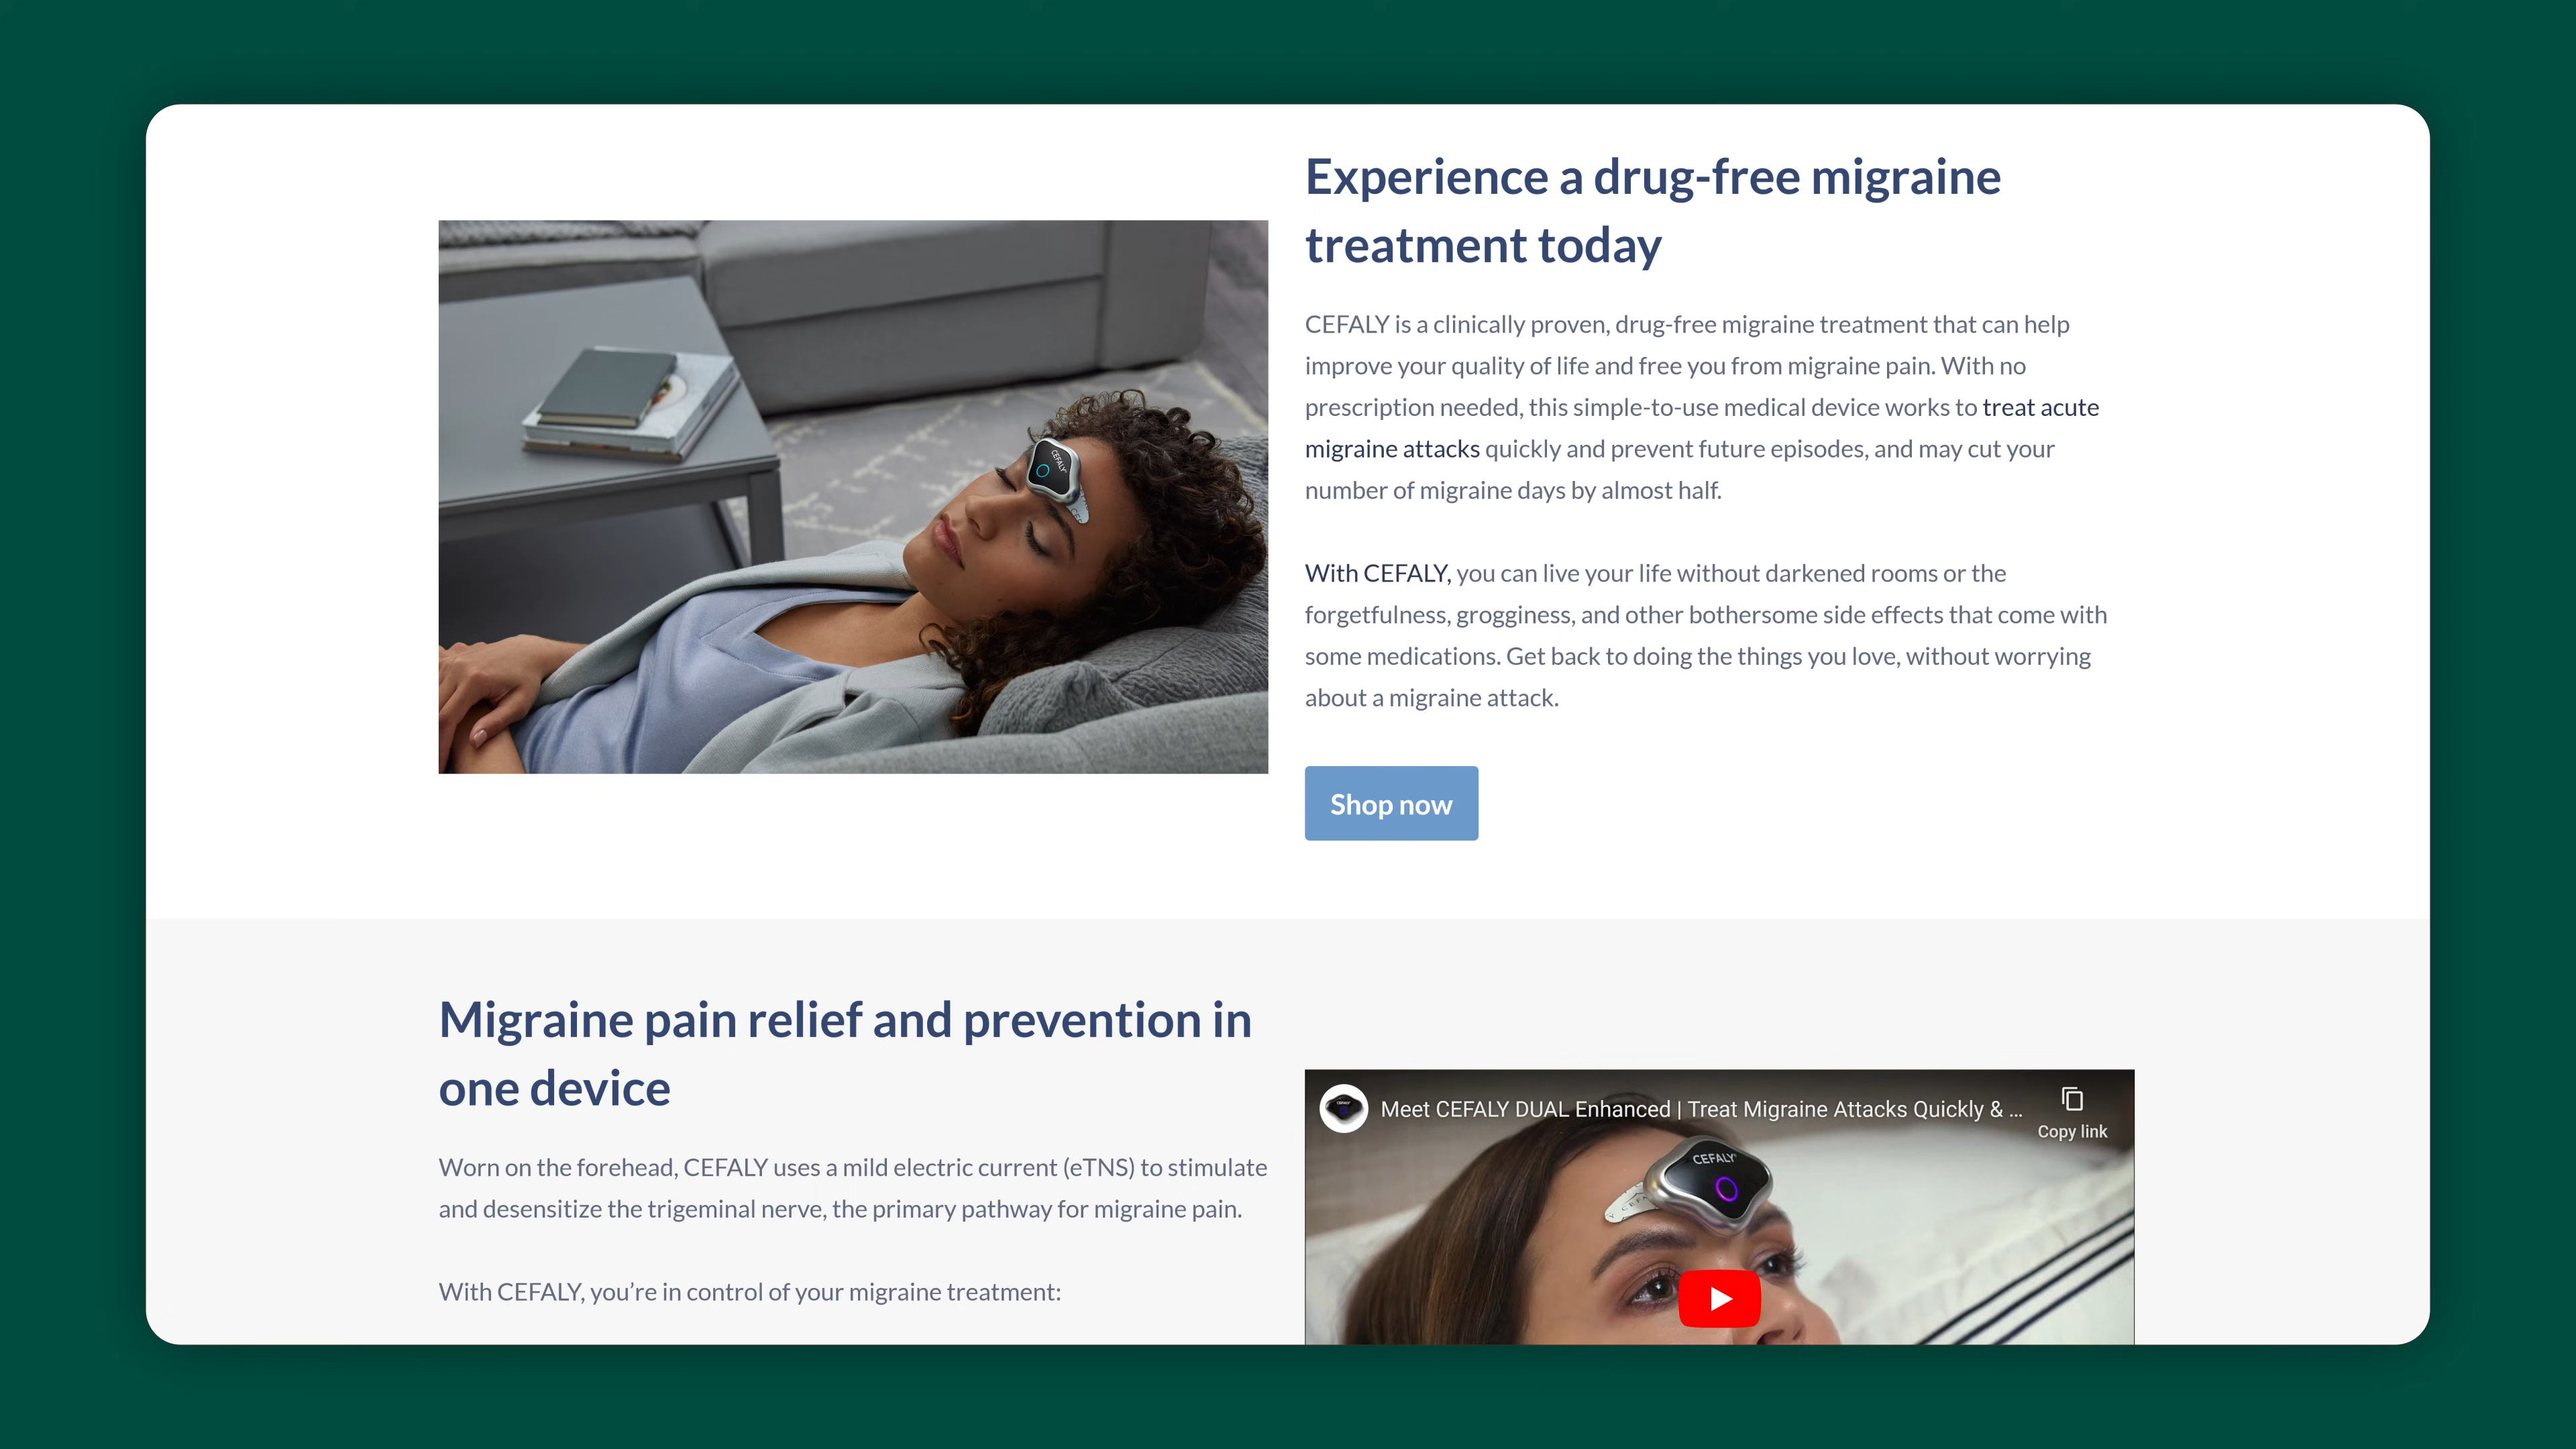 Experience a drug-free migraine
treatment today
CEFALY is a clinically proven, drug-free migraine treatment that can help
improve your quality of life and free you from migraine pain. With no
prescription needed, this simple-to-use medical device works to treat acute
migraine attacks quickly and prevent future episodes, and may cut your
number of migraine days by almost half.
With CEFALY, you can live your life without darkened rooms or the
forgetfulness, grogginess, and other bothersome side effects that come with
some medications. Get back to doing the things you love, without worrying
about a migraine attack.
Shop now
CEFALY
Migraine pain relief and prevention in
one device
Worn on the forehead, CEFALY uses a mild electric current (eTNS) to stimulate
and desensitize the trigeminal nerve, the primary pathway for migraine pain.
With CEFALY, you’re in control of your migraine treatment:
Meet CEFALY DUAL Enhanced | Treat Migraine Attacks Quickly & ...
Copy link
CEFALY®